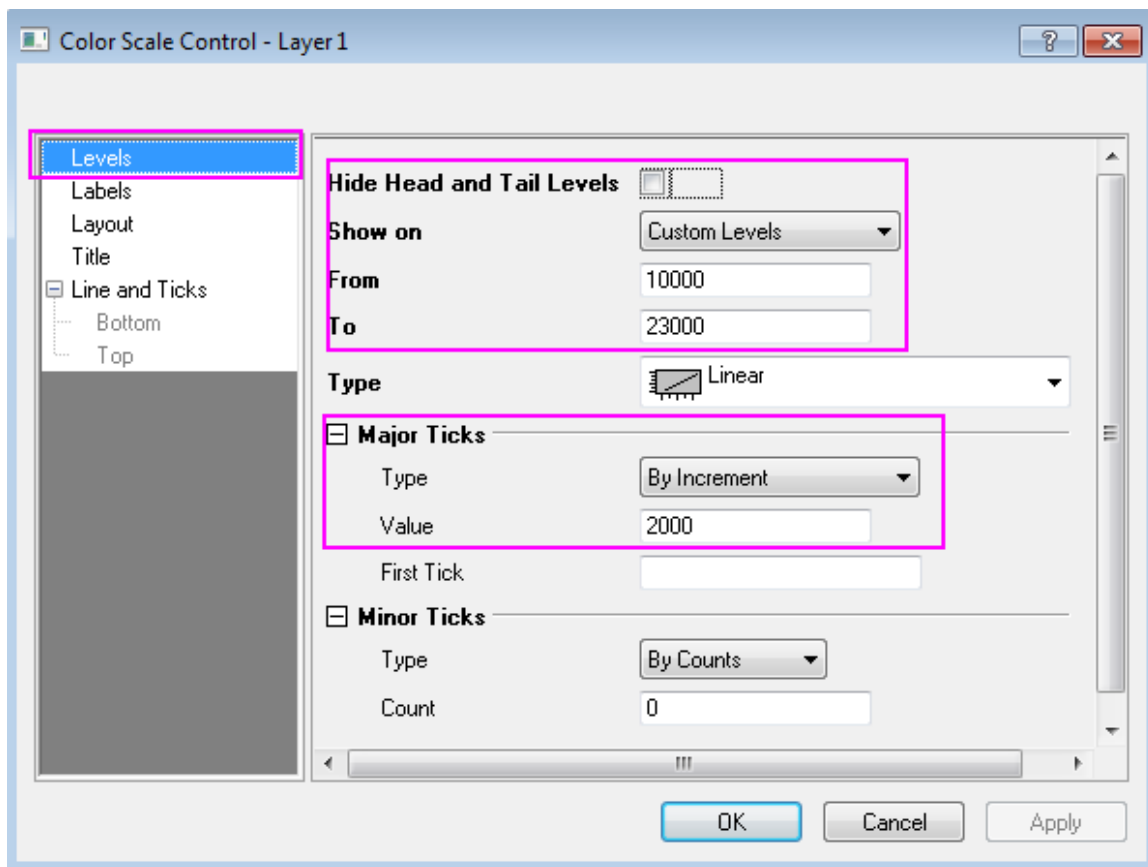 Color Scale Control - Layer 1
Levels
Labels
Layout
Title
Line and Ticks
Bottom
Top
Hide Head and Tail Levels
Show on Custom Levels
From 10000
To 23000
Type Linear
Major Ticks
Type By Increment
Value 2000
First Tick
Minor Ticks
Type By Counts
Count 0
OK Cancel Apply